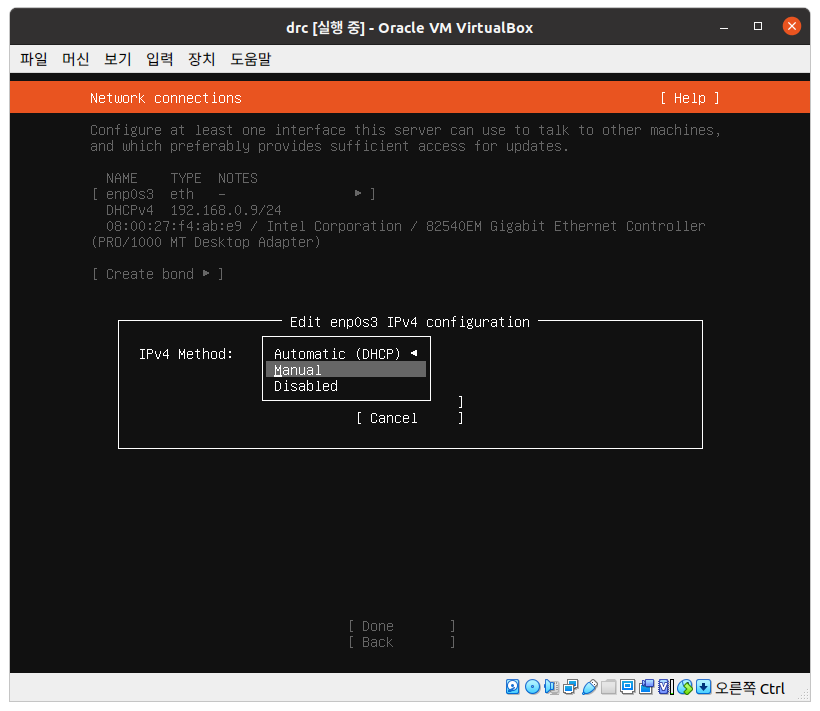 drc [실행 중] - Oracle VM VirtualBox
파일 머신 보기 입력 장치 도움말
Network connections [ Help ]
Configure at least one interface this server can use to talk to other machines,
and which preferably provides sufficient access for updates.
NAME TYPE NOTES
[ enp0s3 eth - ▸ ]
DHCPv4 192.168.0.9/24
08:00:27:f4:ab:e9 / Intel Corporation / 82540EM Gigabit Ethernet Controller
(PRO/1000 MT Desktop Adapter)
[ Create bond ▸ ]
Edit enp0s3 IPv4 configuration
IPv4 Method: Automatic (DHCP) ◂
Manual
Disabled
]
[ Cancel ]
[ Done ]
[ Back ]
오른쪽 Ctrl